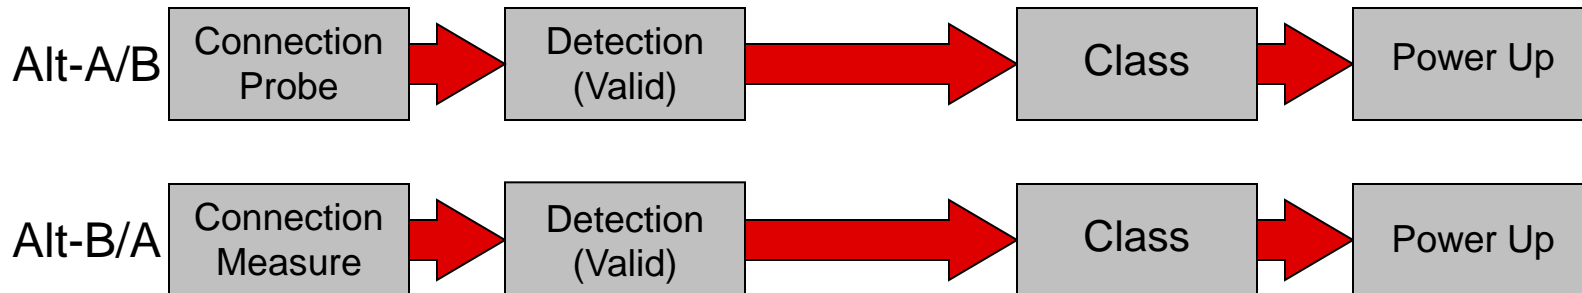 Alt-A/B
Connection
Probe
Detection
(Valid)
Class
Power Up
Alt-B/A
Connection
Measure
Detection
(Valid)
Class
Power Up